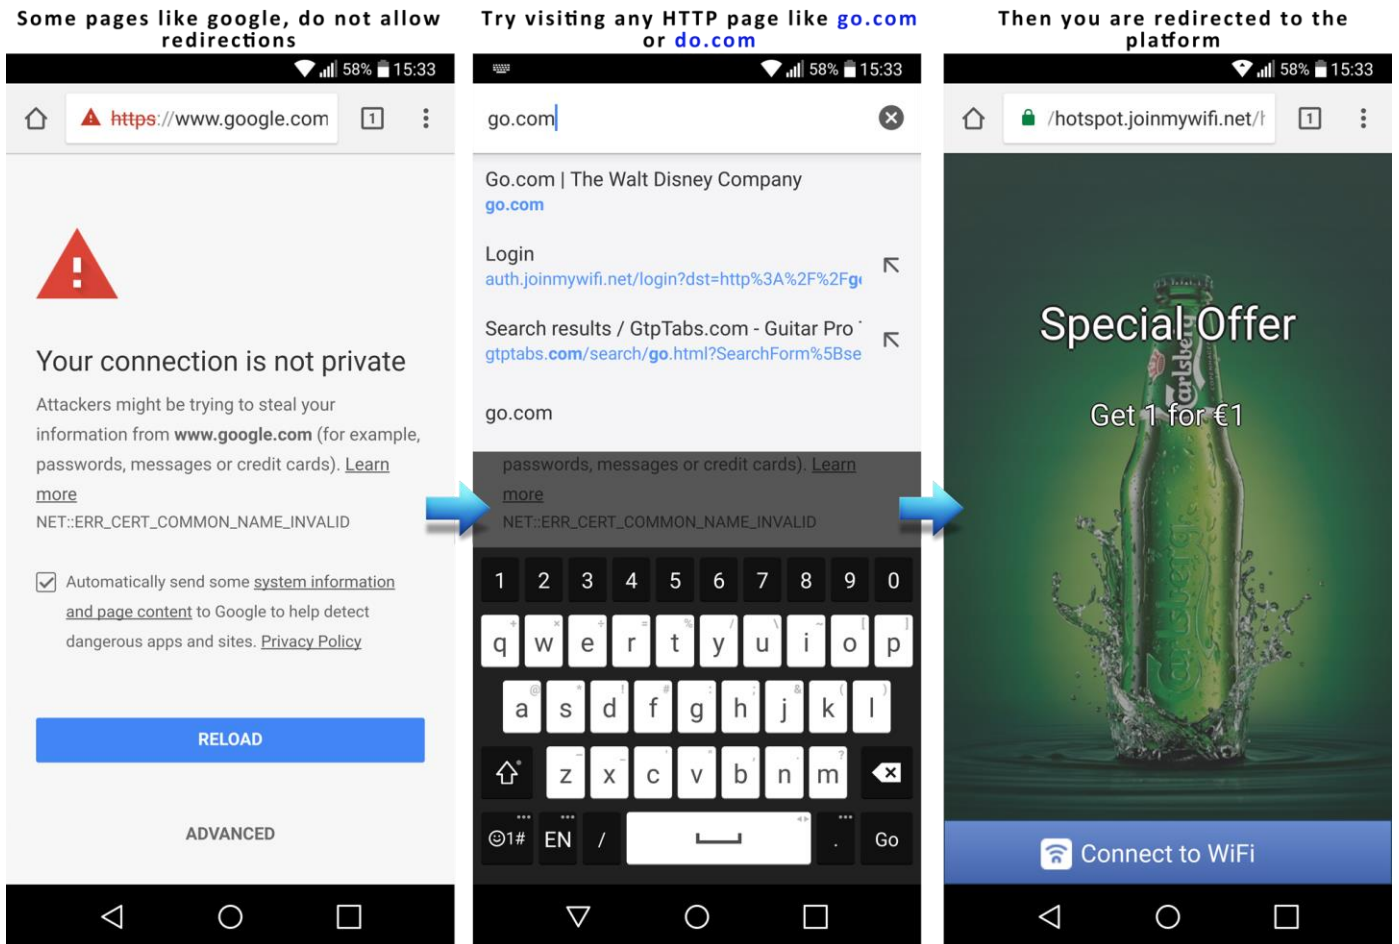 Some pages like google, do not allow
redirections
58% 15:33
https://www.google.com
1
Your connection is not private
Attackers might be trying to steal your
information from www.google.com (for example,
passwords, messages or credit cards). Learn
more
NET::ERR_CERT_COMMON_NAME_INVALID
Automatically send some system information
and page content to Google to help detect
dangerous apps and sites. Privacy Policy
RELOAD
ADVANCED
Try visiting any HTTP page like go.com
or do.com
58% 15:33
go.com
Go.com | The Walt Disney Company
go.com
Login
auth.joinmywifi.net/login?dst=http%3A%2F%2Fg
Search results / GtpTabs.com - Guitar Pro
gtptabs.com/search/go.html?SearchForm%5Bse
go.com
passwords, messages or credit cards). Learn
more
NET::ERR_CERT_COMMON_NAME_INVALID
1 2 3 4 5 6 7 8 9 0
q w e r t y u i o p
a s d f g h j k l
z x c v b n m
1# EN / . Go
Then you are redirected to the
platform
58% 15:33
/hotspot.joinmywifi.net/
1
Special Offer
Carlsberg
Get 1 for €1
Carlsberg
Connect to WiFi